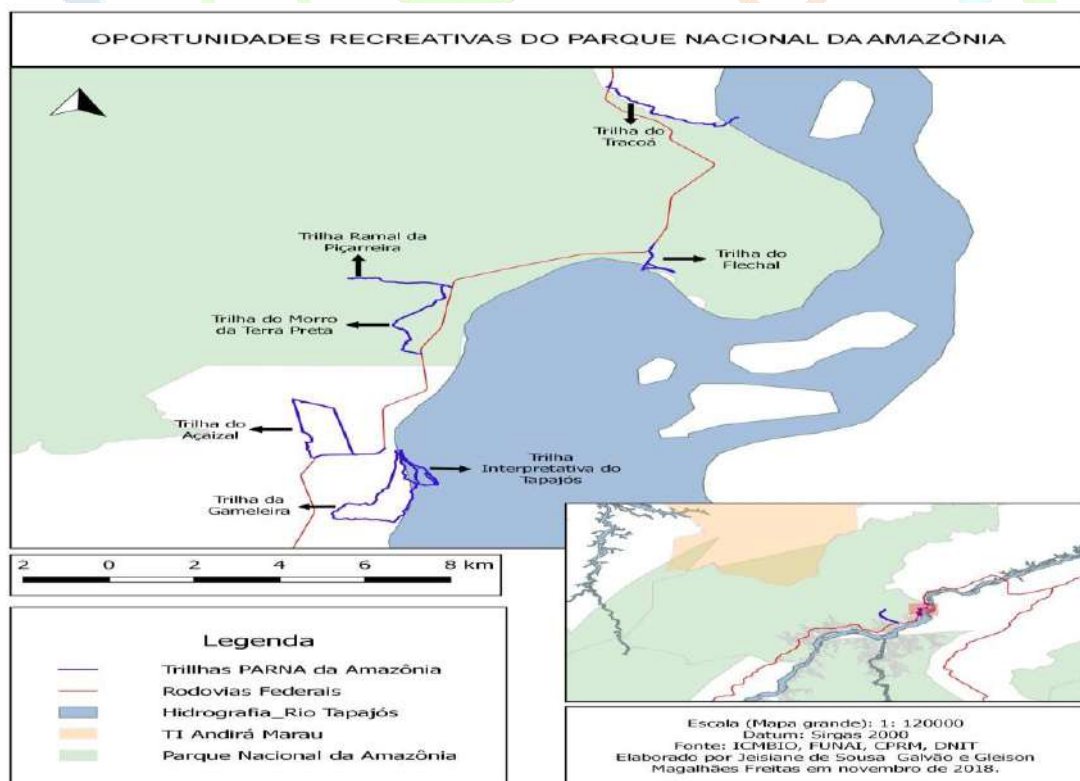 OPORTUNIDADES RECREATIVAS DO PARQUE NACIONAL DA AMAZÔNIA
Trilha do
Tracoá
Trilha Ramal da
Piçarreira
Trilha do
Flechal
Trilha do Morro
da Terra Preta
Trilha do
Açaizal
Trilha
Interpretativa do
Tapajós
Trilha da
Gameleira
2 0 2 4 6 8 km
Legenda
Trillhas PARNA da Amazônia
Rodovias Federais
Hidrografia_Rio Tapajós
TI Andirá Marau
Parque Nacional da Amazônia
Escala (Mapa grande): 1: 120000
Datum: Sirgas 2000
Fonte: ICMBIO, FUNAI, CPRM, DNIT
Elaborado por Jeisiane de Sousa Galvão e Gleison
Magalhães Freitas em novembro de 2018.